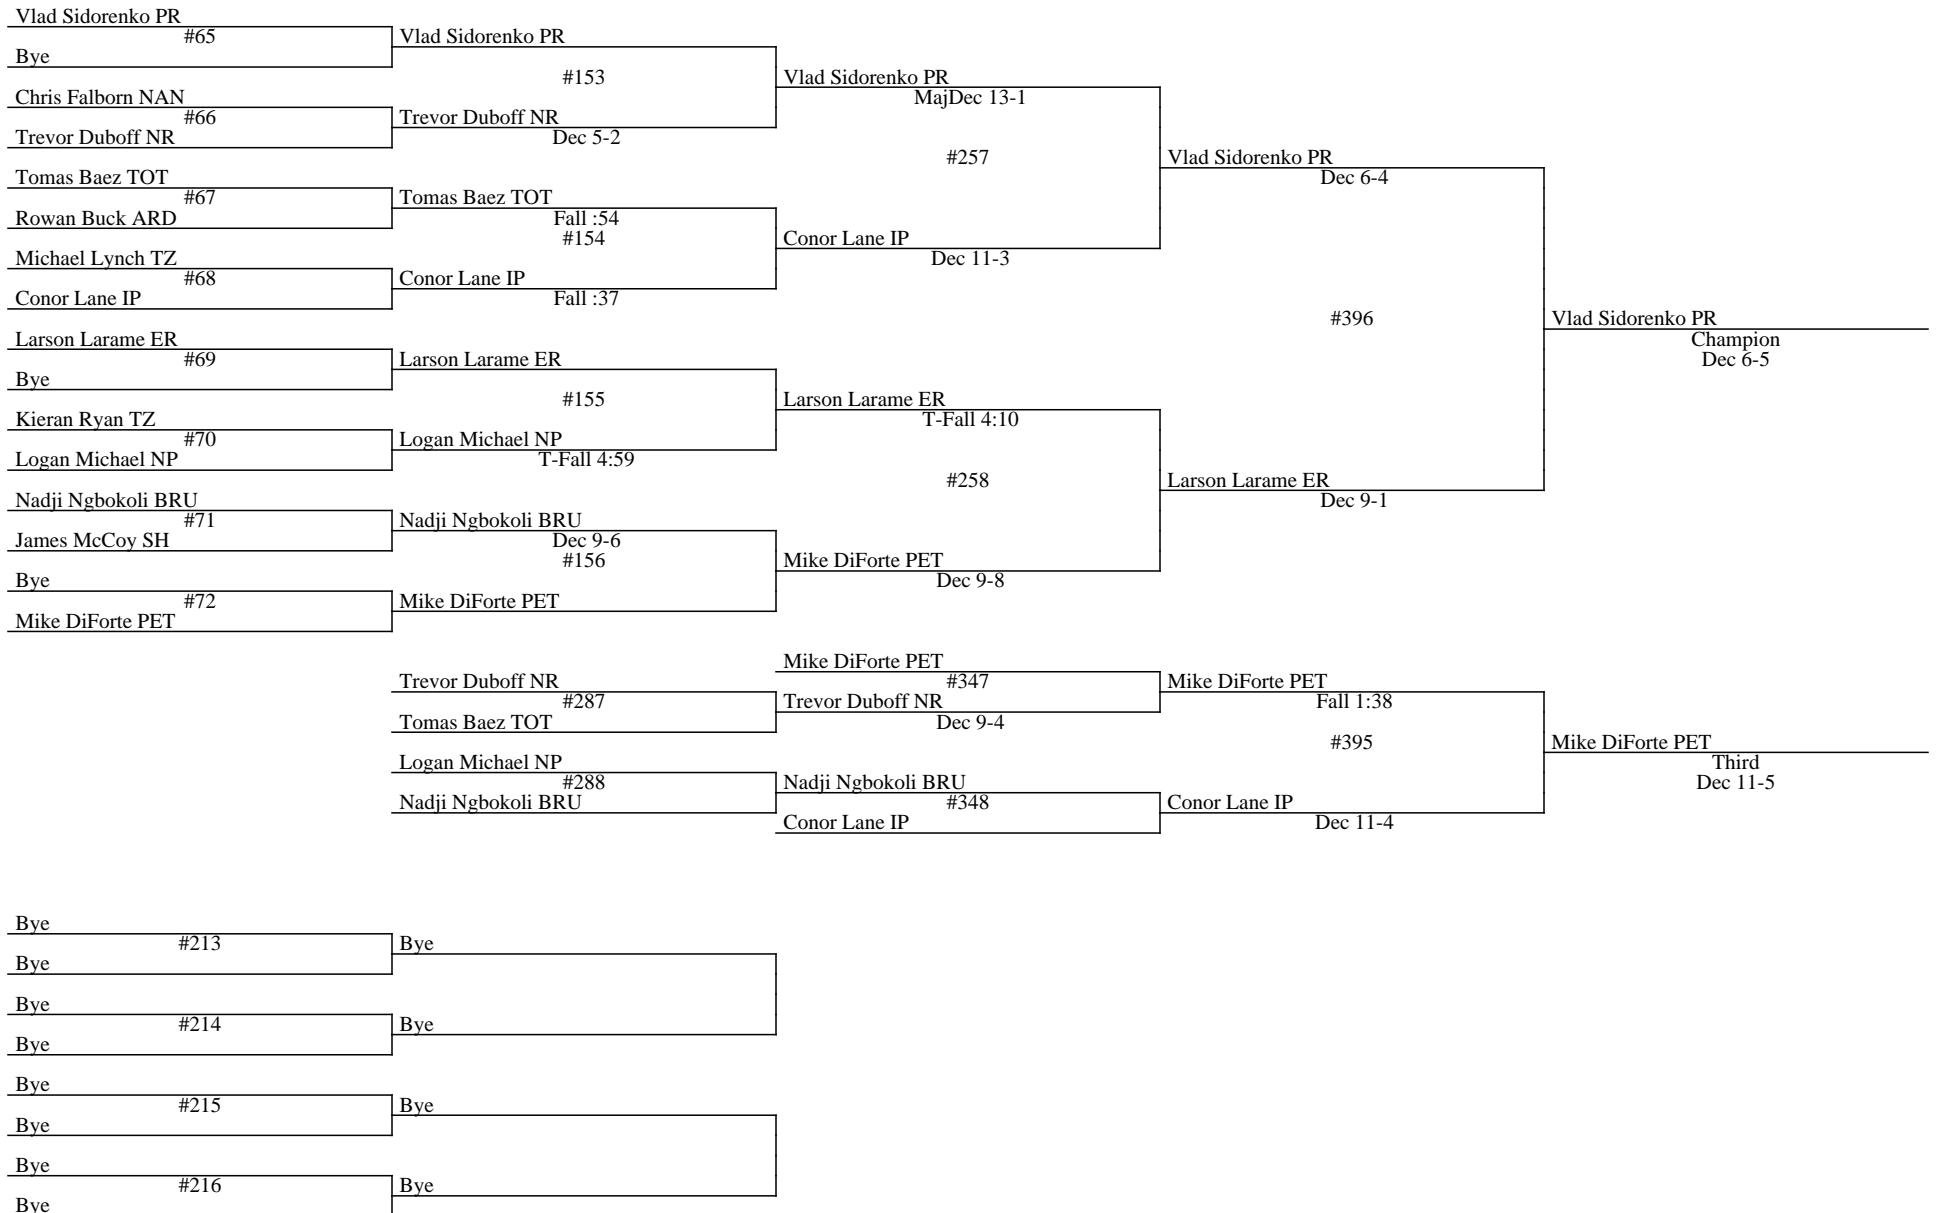 Vlad Sidorenko PR
#65
Bye
Vlad Sidorenko PR
#153
Chris Falborn NAN
#66
Trevor Duboff NR
Trevor Duboff NR
Dec 5-2
Vlad Sidorenko PR
MajDec 13-1
#257
Tomas Baez TOT
#67
Rowan Buck ARD
Tomas Baez TOT
Fall :54
#154
Michael Lynch TZ
#68
Conor Lane IP
Conor Lane IP
Fall :37
Conor Lane IP
Dec 11-3
Vlad Sidorenko PR
Dec 6-4
#396
Larson Larame ER
#69
Bye
Larson Larame ER
#155
Kieran Ryan TZ
#70
Logan Michael NP
Logan Michael NP
T-Fall 4:59
Larson Larame ER
T-Fall 4:10
#258
Nadji Ngbokoli BRU
#71
James McCoy SH
Nadji Ngbokoli BRU
Dec 9-6
#156
Bye
#72
Mike DiForte PET
Mike DiForte PET
Mike DiForte PET
Dec 9-8
Larson Larame ER
Dec 9-1
Vlad Sidorenko PR
Champion
Dec 6-5
Trevor Duboff NR
#287
Tomas Baez TOT
Mike DiForte PET
#347
Trevor Duboff NR
Dec 9-4
Mike DiForte PET
Fall 1:38
#395
Logan Michael NP
#288
Nadji Ngbokoli BRU
Nadji Ngbokoli BRU
#348
Conor Lane IP
Conor Lane IP
Dec 11-4
Mike DiForte PET
Third
Dec 11-5
Bye
#213
Bye
Bye
Bye
#214
Bye
Bye
Bye
#215
Bye
Bye
Bye
#216
Bye
Bye